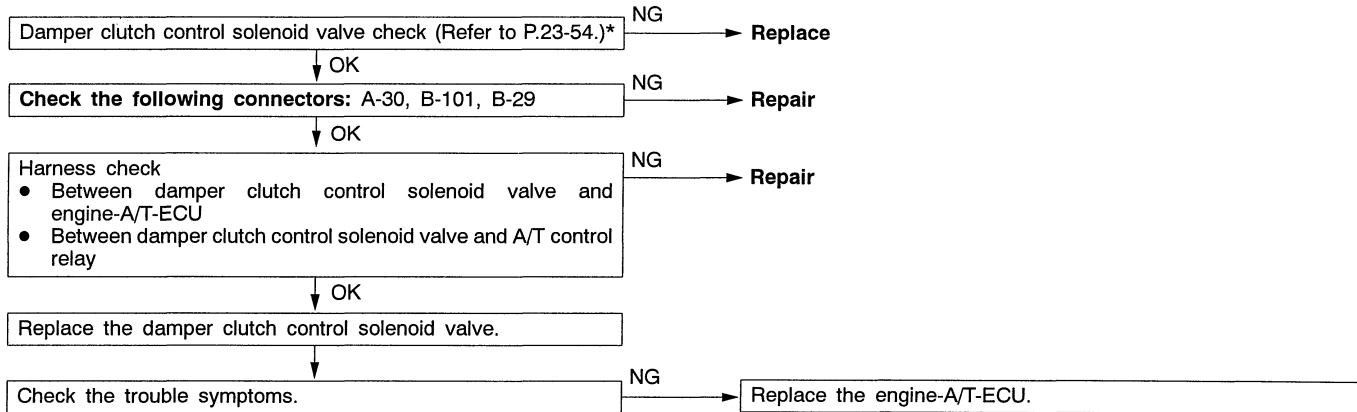 NG
Damper clutch control solenoid valve check (Refer to P.23-54.)*
Replace
OK
NG
Check the following connectors: A-30, B-101, B-29
Repair
OK
NG
Harness check
Repair
● Between damper clutch control solenoid valve and
engine-A/T-ECU
● Between damper clutch control solenoid valve and A/T control
relay
OK
Replace the damper clutch control solenoid valve.
NG
Check the trouble symptoms.
Replace the engine-A/T-ECU.